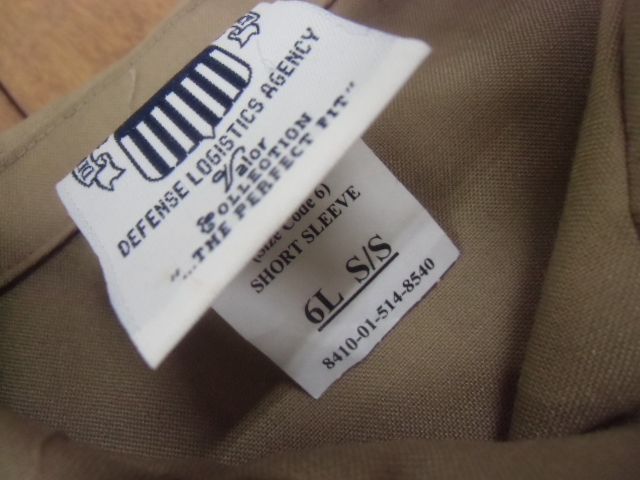 DEFENSE LOGISTICS AGENCY
Valor
COLLECTION
"...THE PERFECT FIT"
(Size Code 6)
SHORT SLEEVE
6L S/S
8410-01-514-8540